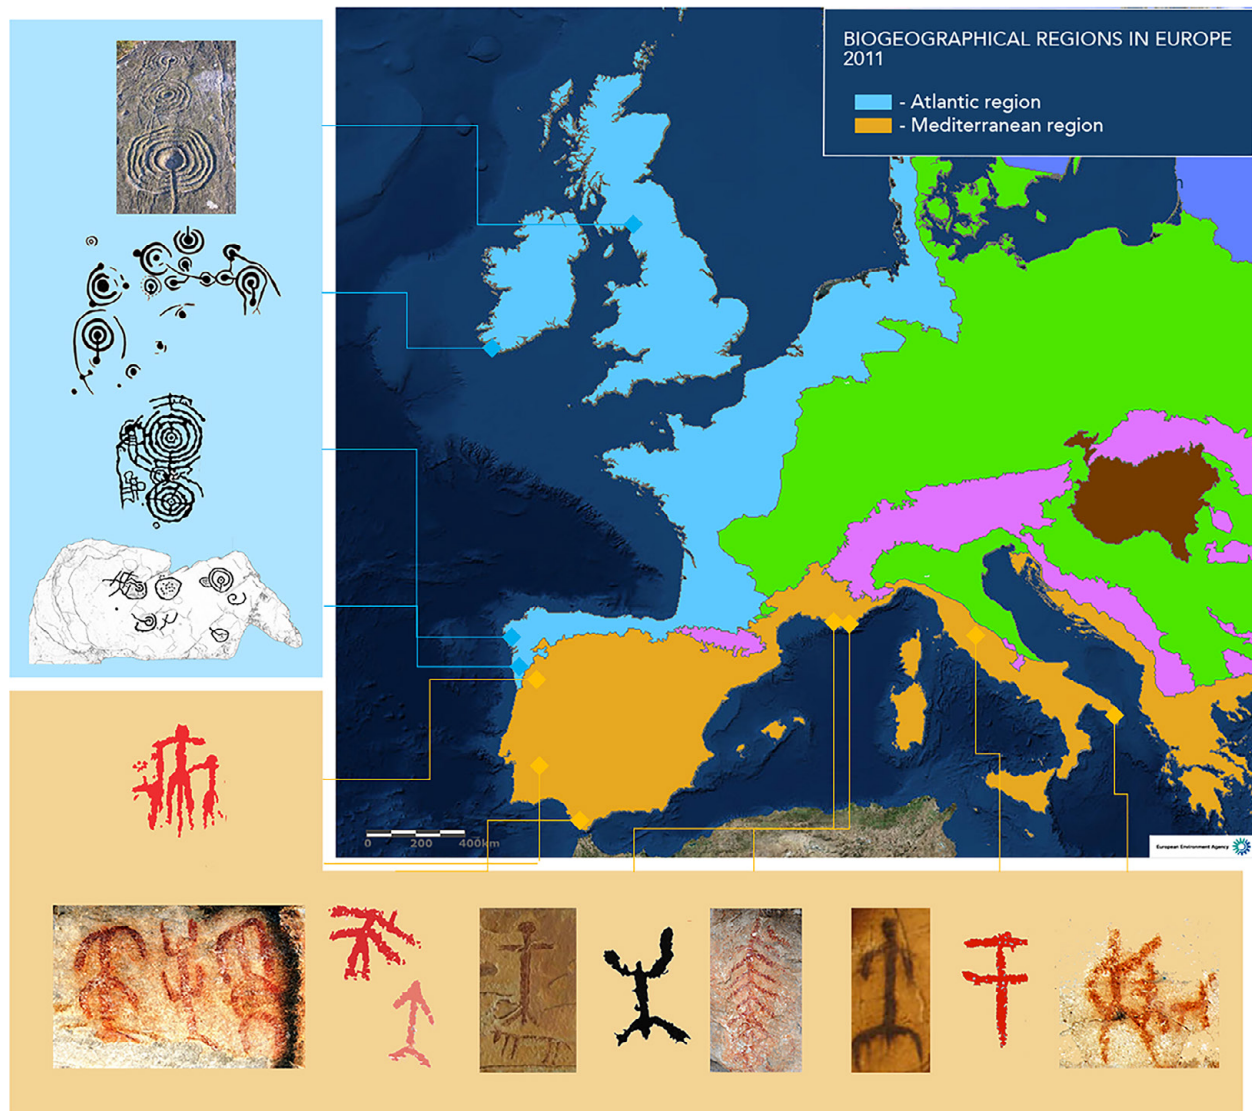 BIOGEOGRAPHICAL REGIONS IN EUROPE
2011
- Atlantic region
- Mediterranean region
0 200 400km
European Environment Agency